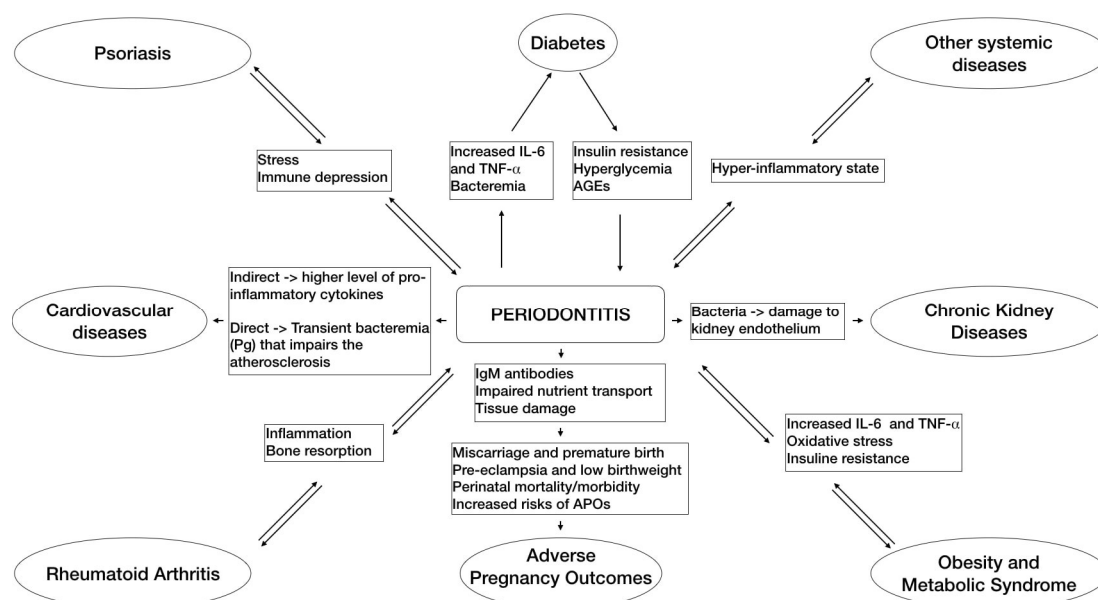 Psoriasis
Diabetes
Other systemic
diseases
Stress
Immune depression
Increased IL-6
and TNF-α
Bacteremia
Insulin resistance
Hyperglycemia
AGEs
Hyper-inflammatory state
Cardiovascular
diseases
Indirect -> higher level of pro-
inflammatory cytokines
Direct -> Transient bacteremia
(Pg) that impairs the
atherosclerosis
PERIODONTITIS
Bacteria -> damage to
kidney endothelium
Chronic Kidney
Diseases
IgM antibodies
Impaired nutrient transport
Tissue damage
Inflammation
Bone resorption
Increased IL-6 and TNF-α
Oxidative stress
Insuline resistance
Miscarriage and premature birth
Pre-eclampsia and low birthweight
Perinatal mortality/morbidity
Increased risks of APOs
Rheumatoid Arthritis
Adverse
Pregnancy Outcomes
Obesity and
Metabolic Syndrome